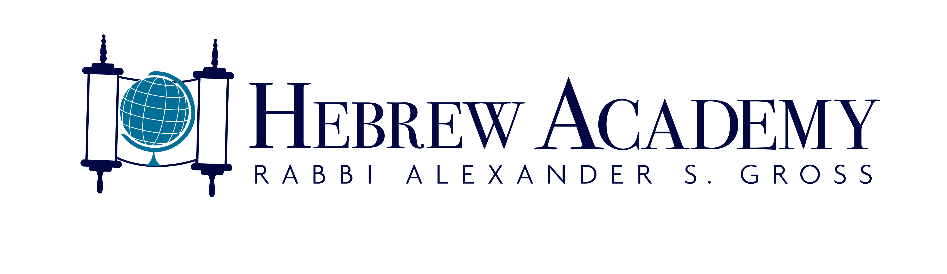 HEBREW ACADEMY
RABBI ALEXANDER S. GROSS